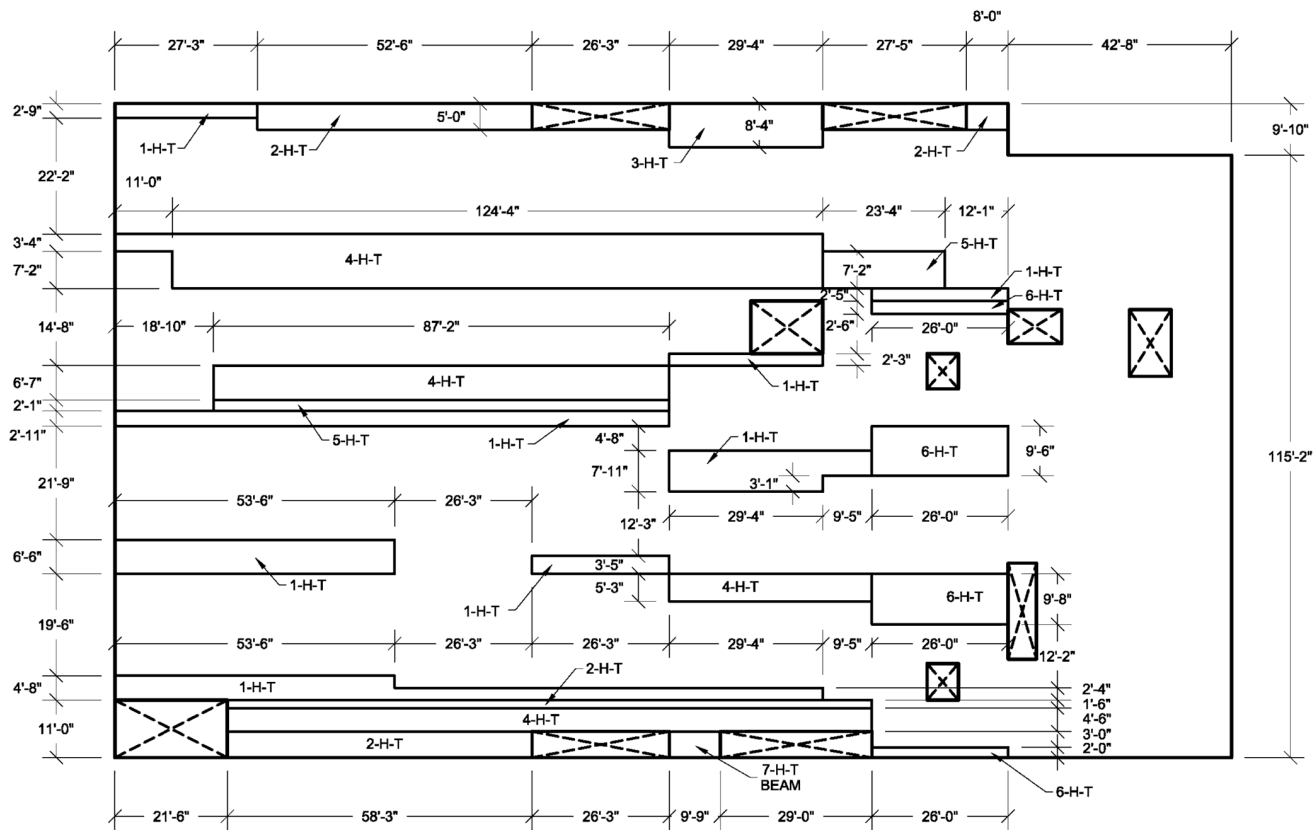 8'-0"
27'-3" 52'-6" 26'-3" 29'-4" 27'-5" 42'-8"
2'-9" 5'-0" 8'-4" 9'-10"
1-H-T 2-H-T 3-H-T 2-H-T
22'-2" 11'-0"
124'-4" 23'-4" 12'-1"
3'-4" 4-H-T 5-H-T
7'-2" 7'-2" 1-H-T
2'-5" 6-H-T
14'-8" 18'-10" 87'-2" 2'-6" 26'-0"
2'-3"
6'-7" 4-H-T 1-H-T
2'-1"
2'-11" 5-H-T 1-H-T 4'-8" 1-H-T
6-H-T 9'-6" 115'-2"
21'-9" 7'-11" 3'-1"
53'-6" 26'-3" 29'-4" 9'-5" 26'-0"
12'-3"
6'-6" 1-H-T 3'-5"
1-H-T 5'-3" 4-H-T 6-H-T 9'-8"
19'-6" 53'-6" 26'-3" 26'-3" 29'-4" 9'-5" 26'-0" 12'-2"
2-H-T
4'-8" 1-H-T 2'-4"
1'-6"
11'-0" 4-H-T 4'-6"
2-H-T 3'-0"
2'-0"
7-H-T
BEAM 6-H-T
21'-6" 58'-3" 26'-3" 9'-9" 29'-0" 26'-0"